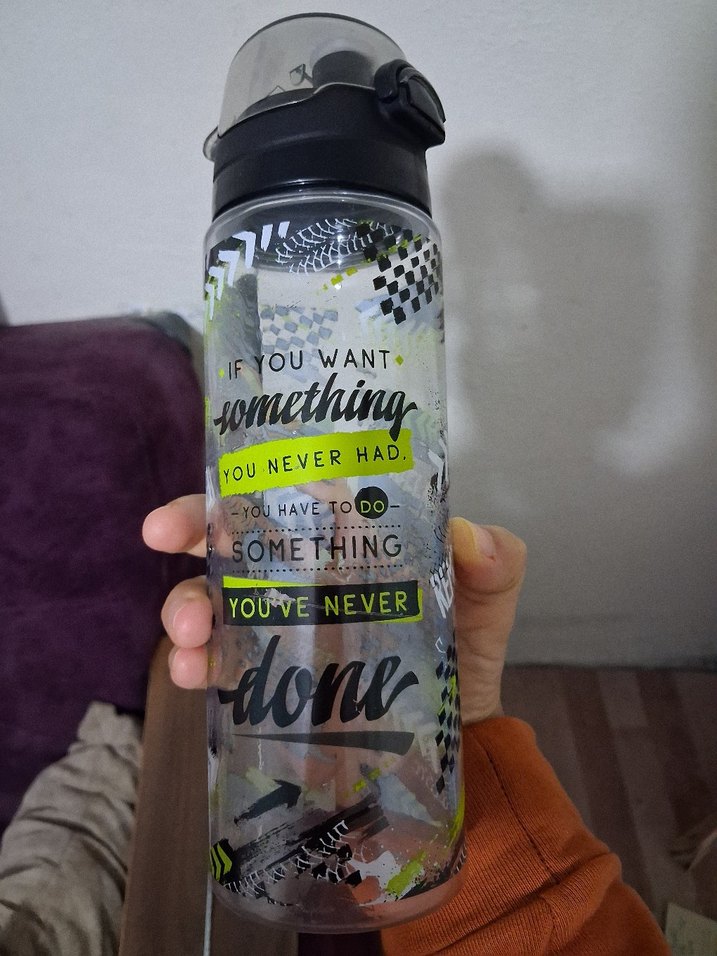 IF YOU WANT
something
YOU NEVER HAD,
YOU HAVE TO DO
SOMETHING
YOU'VE NEVER
done